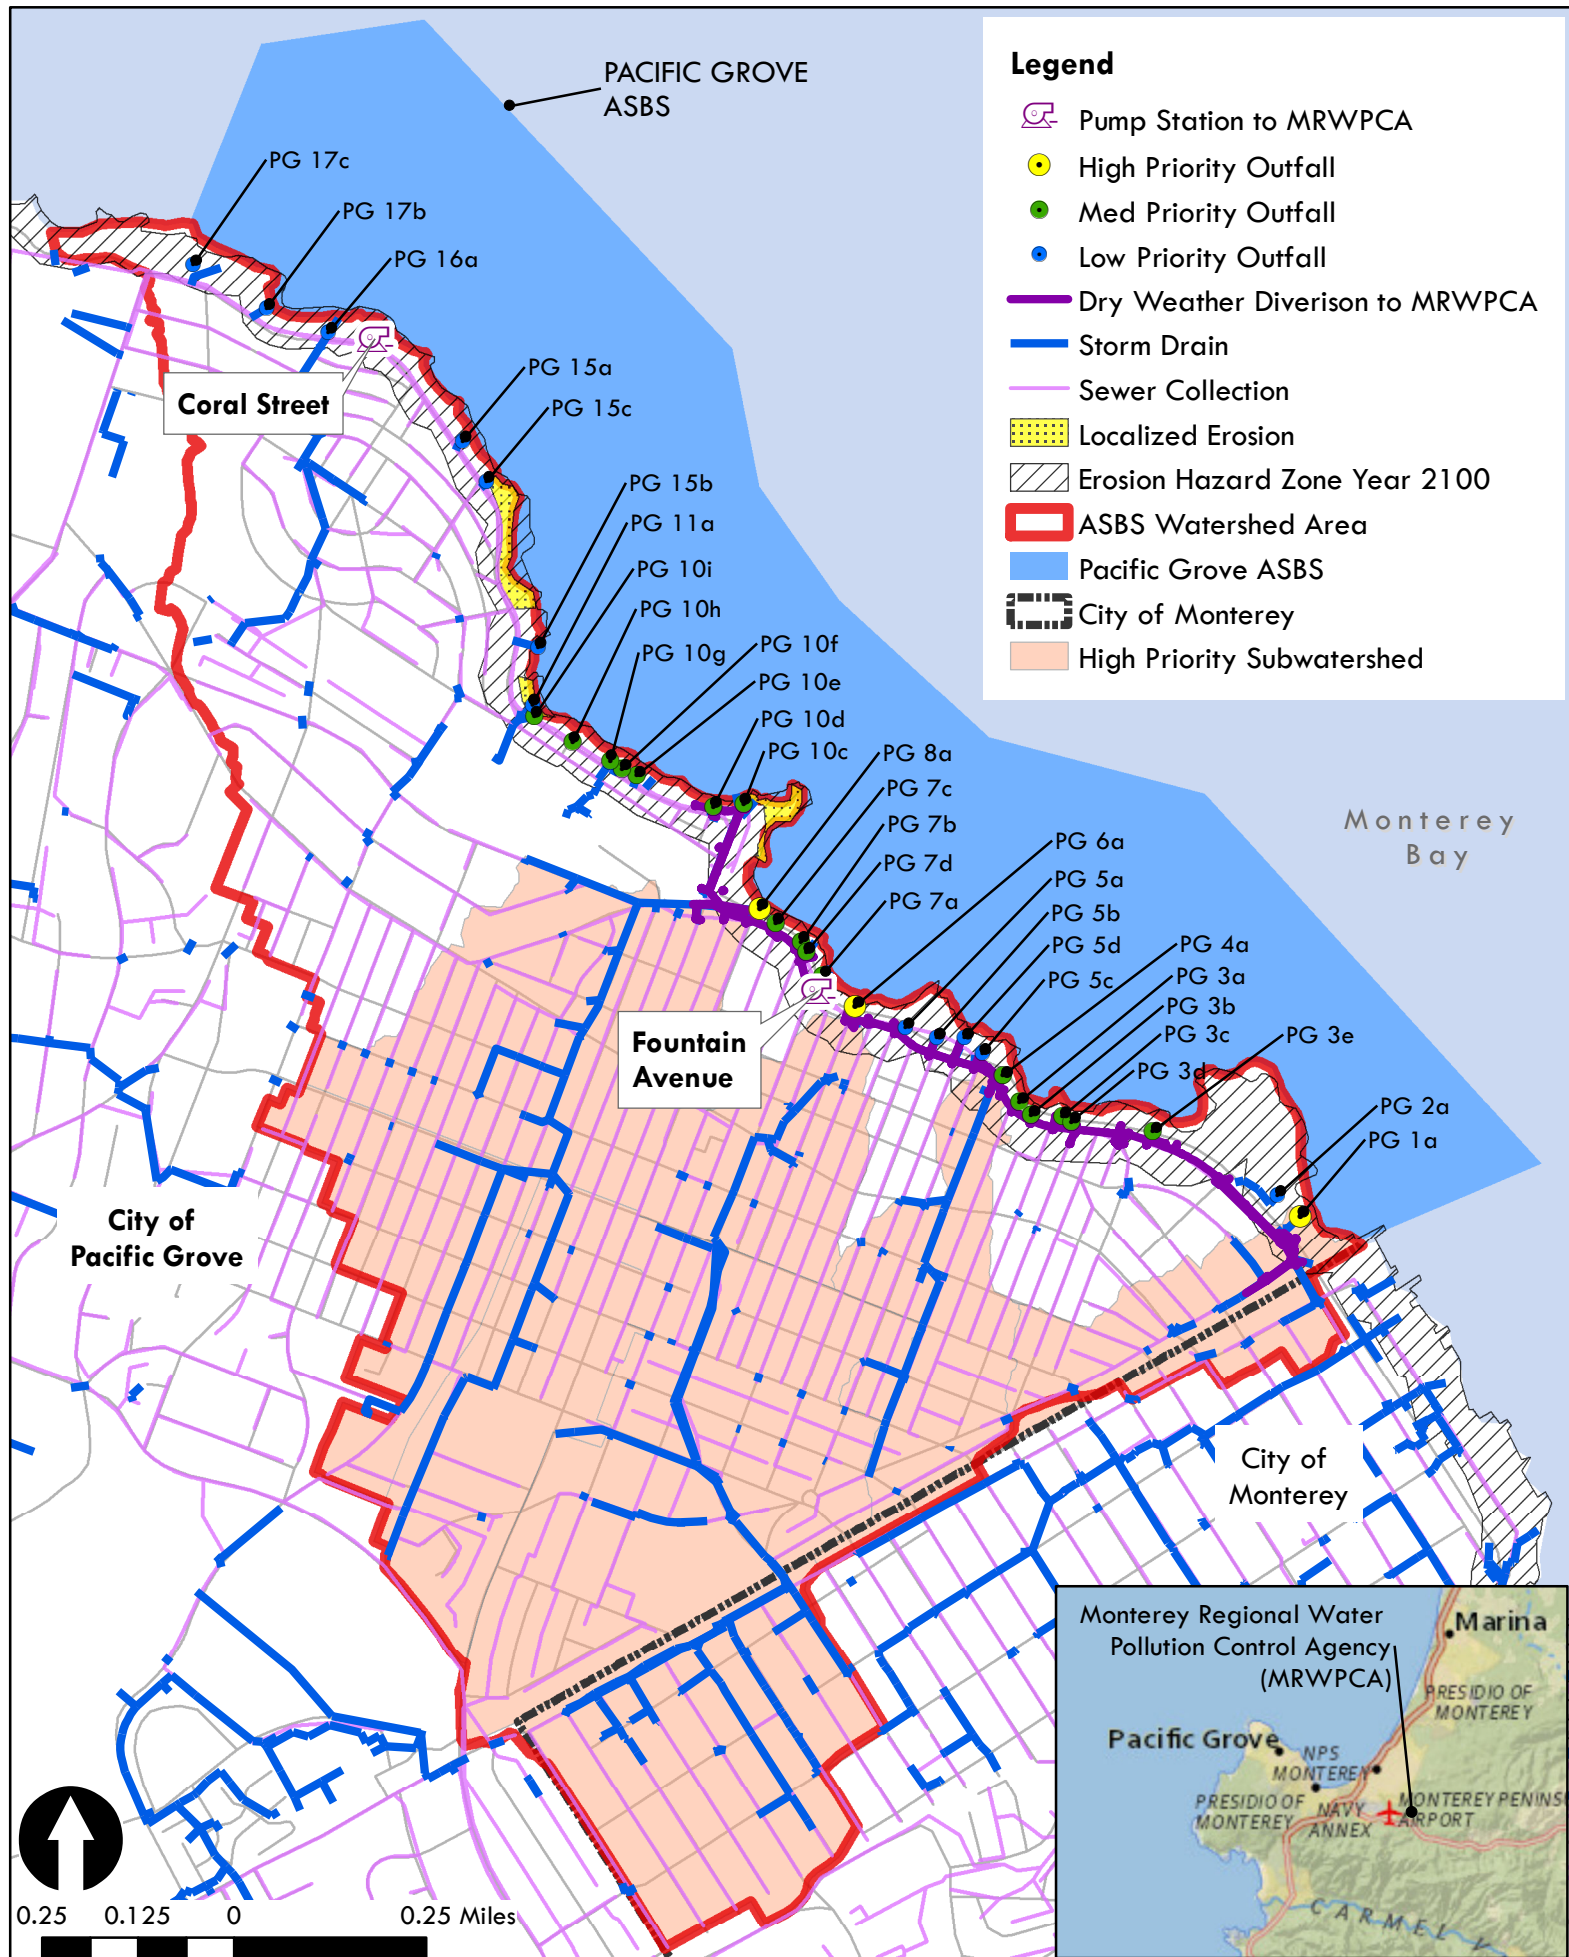 PACIFIC GROVE
ASBS
PG 17c
PG 17b
PG 16a
PG 15a
PG 15c
PG 15b
PG 11a
PG 10i
PG 10h
PG 10g
PG 10f
PG 10e
PG 10d
PG 10c
PG 8a
PG 7c
PG 7b
PG 7d
PG 7a
PG 6a
PG 5a
PG 5b
PG 5d
PG 5c
PG 4a
PG 3a
PG 3b
PG 3c
PG 3d
PG 3e
PG 2a
PG 1a
Coral Street
Fountain
Avenue
City of
Pacific Grove
City of
Monterey
Monterey
Bay
Legend
Pump Station to MRWPCA
High Priority Outfall
Med Priority Outfall
Low Priority Outfall
Dry Weather Diverison to MRWPCA
Storm Drain
Sewer Collection
Localized Erosion
Erosion Hazard Zone Year 2100
ASBS Watershed Area
Pacific Grove ASBS
City of Monterey
High Priority Subwatershed
0.25 0.125 0 0.25 Miles
Monterey Regional Water
Pollution Control Agency
(MRWPCA)
Marina
PRESIDIO OF
MONTEREY
Pacific Grove
NPS
MONTEREY
PRESIDIO OF
MONTEREY
NAVY
ANNEX
MONTEREY PENINS
AIRPORT
CARMEL V